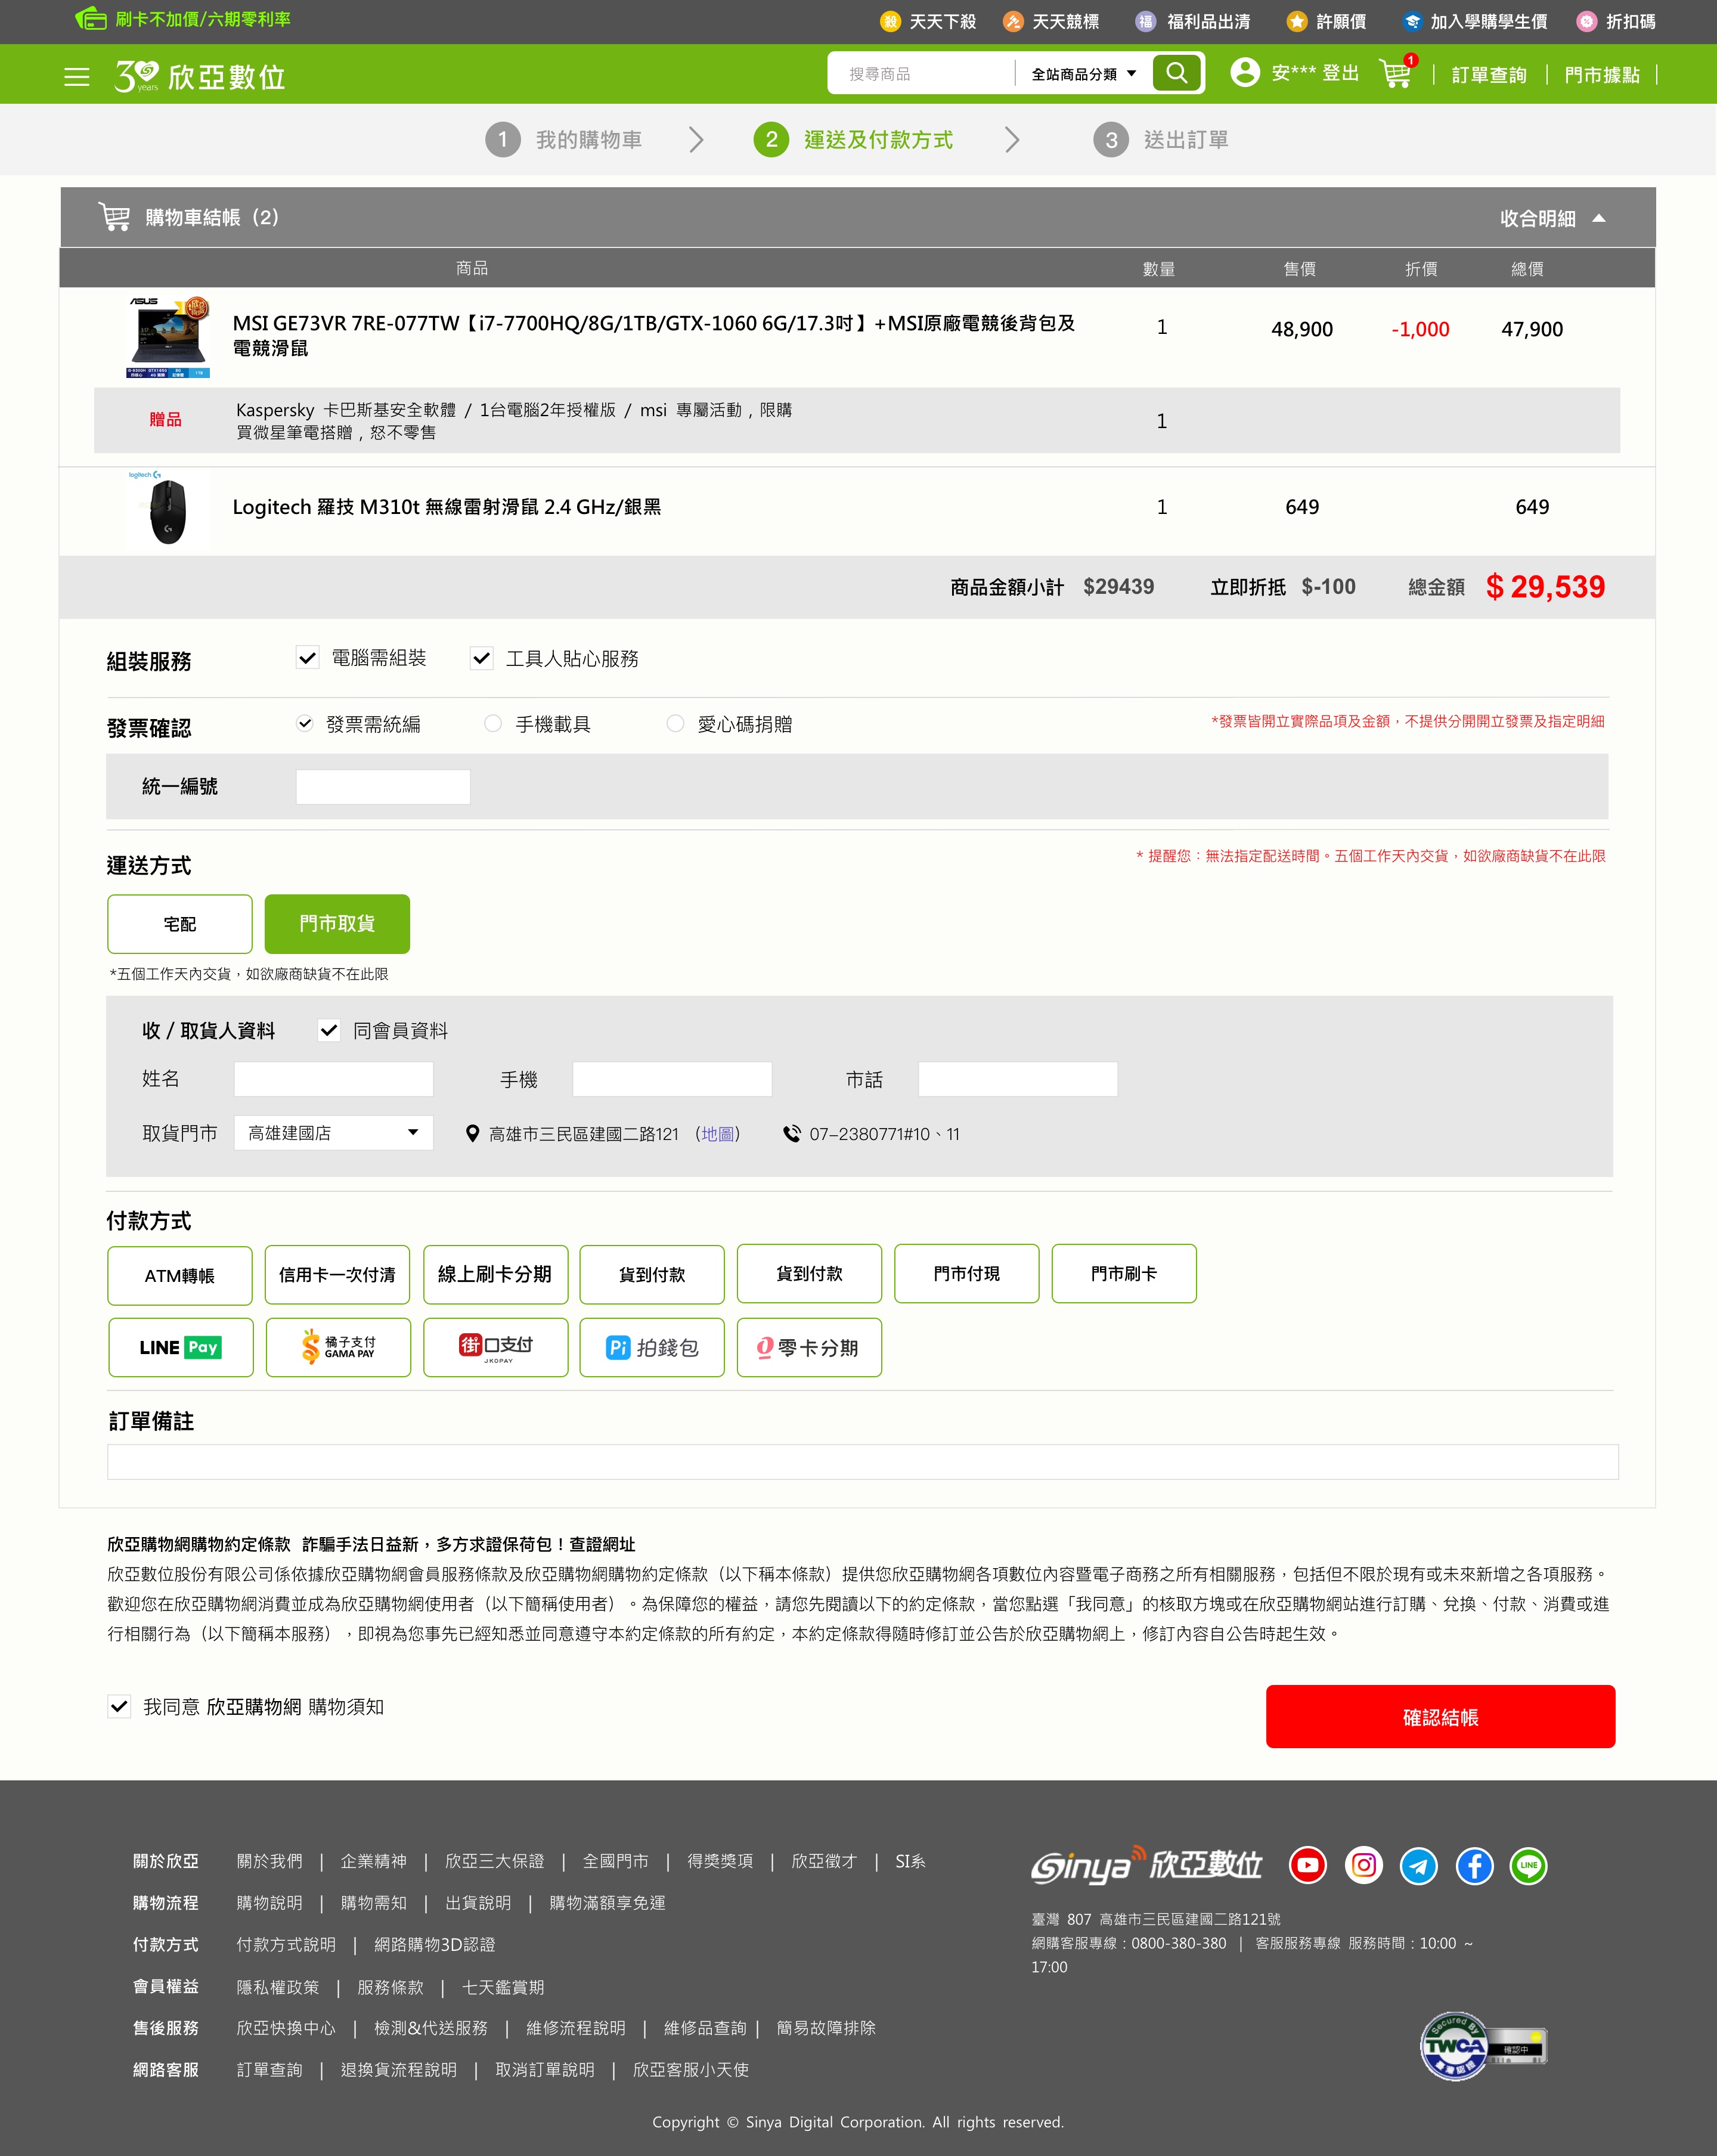 刷卡不加價/六期零利率
殺 天天下殺 天天競標 福 福利品出清 許願價 加入學購學生價 折扣碼
30 years 欣亞數位
搜尋商品 全站商品分類
安*** 登出 1 訂單查詢 門市據點
1 我的購物車 2 運送及付款方式 3 送出訂單
購物車結帳（2） 收合明細
商品 數量 售價 折價 總價
MSI GE73VR 7RE-077TW【i7-7700HQ/8G/1TB/GTX-1060 6G/17.3吋】+MSI原廠電競後背包及
電競滑鼠
1 48,900 -1,000 47,900
ASUS
贈品
Kaspersky 卡巴斯基安全軟體 / 1台電腦2年授權版 / msi 專屬活動，限購
買微星筆電搭贈，怒不零售
1
logitech G
Logitech 羅技 M310t 無線雷射滑鼠 2.4 GHz/銀黑 1 649 649
商品金額小計 $29439 立即折抵 $-100 總金額 $ 29,539
組裝服務 電腦需組裝 工具人貼心服務
發票確認 發票需統編 手機載具 愛心碼捐贈 *發票皆開立實際品項及金額，不提供分開開立發票及指定明細
統一編號
運送方式 * 提醒您：無法指定配送時間。五個工作天內交貨，如欲廠商缺貨不在此限
宅配 門市取貨
*五個工作天內交貨，如欲廠商缺貨不在此限
收 / 取貨人資料 同會員資料
姓名 手機 市話
取貨門市 高雄建國店 高雄市三民區建國二路121 （地圖） 07-2380771#10、11
付款方式
ATM轉帳 信用卡一次付清 線上刷卡分期 貨到付款 貨到付款 門市付現 門市刷卡
LINE Pay 橘子支付 GAMA PAY 街口支付 JKOPAY Pi 拍錢包 零卡分期
訂單備註
欣亞購物網購物約定條款 詐騙手法日益新，多方求證保荷包！查證網址
欣亞數位股份有限公司係依據欣亞購物網會員服務條款及欣亞購物網購物約定條款（以下稱本條款）提供您欣亞購物網各項數位內容暨電子商務之所有相關服務，包括但不限於現有或未來新增之各項服務。
歡迎您在欣亞購物網消費並成為欣亞購物網使用者（以下簡稱使用者）。為保障您的權益，請您先閱讀以下的約定條款，當您點選「我同意」的核取方塊或在欣亞購物網站進行訂購、兌換、付款、消費或進
行相關行為（以下簡稱本服務），即視為您事先已經知悉並同意遵守本約定條款的所有約定，本約定條款得隨時修訂並公告於欣亞購物網上，修訂內容自公告時起生效。
我同意 欣亞購物網 購物須知
確認結帳
關於欣亞 關於我們 | 企業精神 | 欣亞三大保證 | 全國門市 | 得獎獎項 | 欣亞徵才 | SI系
購物流程 購物說明 | 購物需知 | 出貨說明 | 購物滿額享免運
付款方式 付款方式說明 | 網路購物3D認證
會員權益 隱私權政策 | 服務條款 | 七天鑑賞期
售後服務 欣亞快換中心 | 檢測&代送服務 | 維修流程說明 | 維修品查詢 | 簡易故障排除
網路客服 訂單查詢 | 退換貨流程說明 | 取消訂單說明 | 欣亞客服小天使
Sinya 欣亞數位 LINE
臺灣 807 高雄市三民區建國二路121號
網購客服專線：0800-380-380 | 客服服務專線 服務時間：10:00 ~
17:00
Secured By
TWCA
臺灣網路認證
確認中
Copyright © Sinya Digital Corporation. All rights reserved.